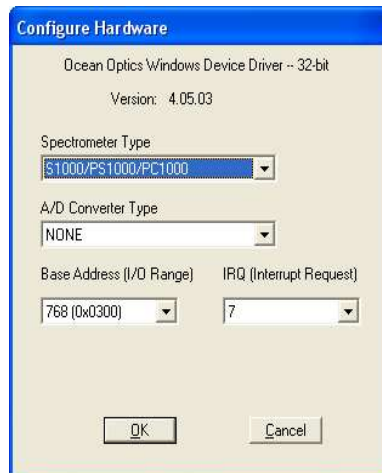 Configure Hardware
Ocean Optics Windows Device Driver -- 32-bit
Version: 4.05.03
Spectrometer Type
S1000/PS1000/PC1000
A/D Converter Type
NONE
Base Address (I/O Range) IRQ (Interrupt Request)
768 (0x0300) 7
OK Cancel